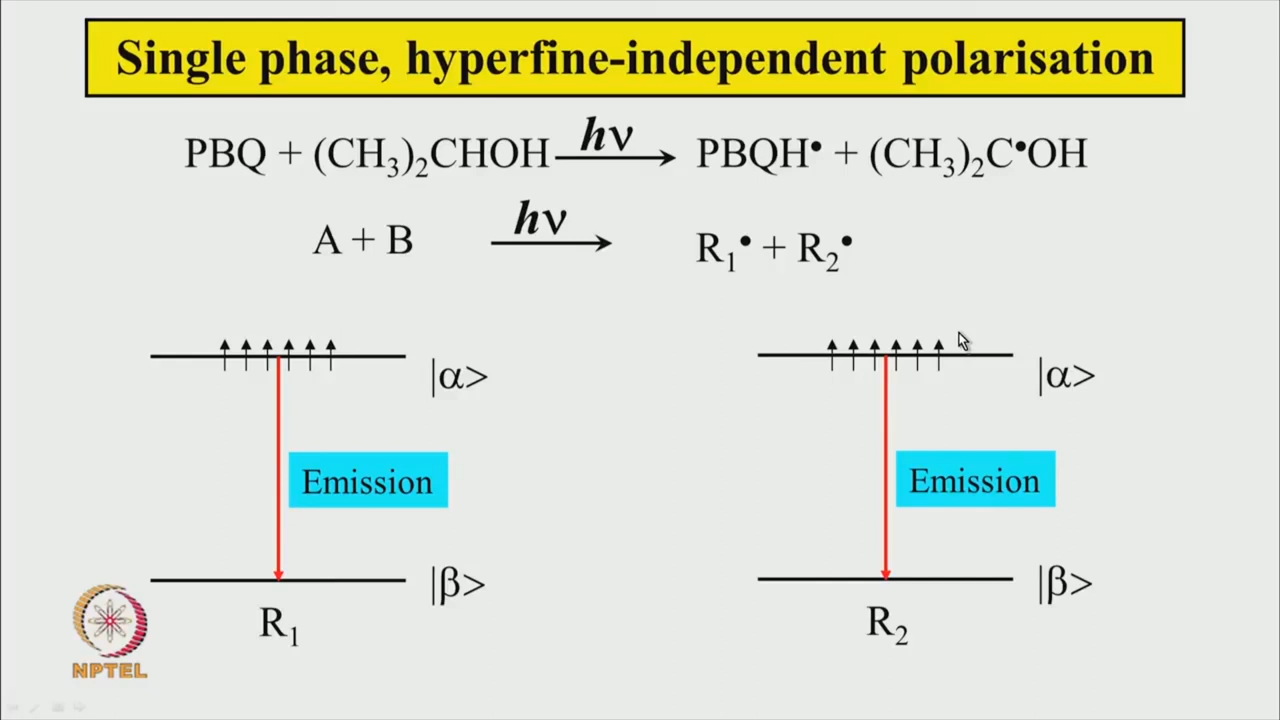 Single phase, hyperfine-independent polarisation
PBQ + (CH₃)₂CHOH hν → PBQH• + (CH₃)₂C•OH
A + B hν → R₁• + R₂•
|α> |α>
Emission Emission
|β> |β>
R₁ R₂
NPTEL